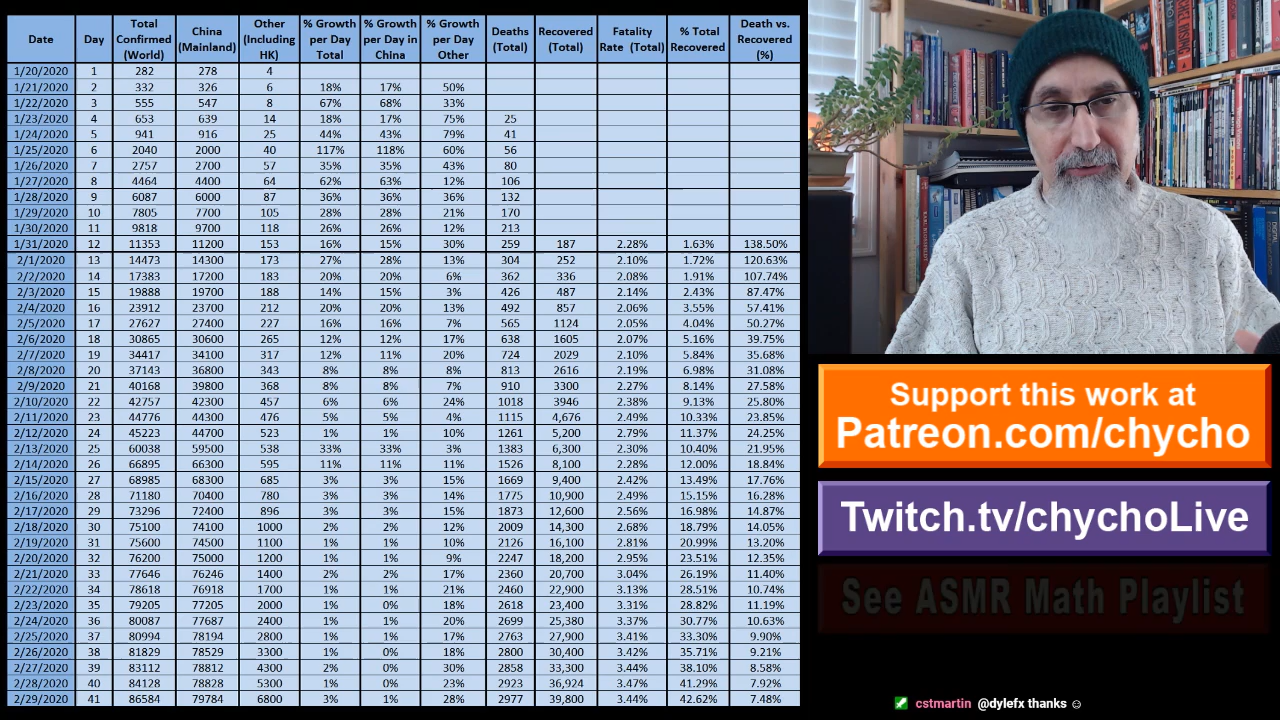 Date Day Total Confirmed (World) China (Mainland) Other (Including HK) % Growth per Day Total % Growth per Day in China % Growth per Day Other Deaths (Total) Recovered (Total) Fatality Rate (Total) % Total Recovered Death vs. Recovered (%)
1/20/2020 1 282 278 4
1/21/2020 2 332 326 6 18% 17% 50%
1/22/2020 3 555 547 8 67% 68% 33%
1/23/2020 4 653 639 14 18% 17% 75% 25
1/24/2020 5 941 916 25 44% 43% 79% 41
1/25/2020 6 2040 2000 40 117% 118% 60% 56
1/26/2020 7 2757 2700 57 35% 35% 43% 80
1/27/2020 8 4464 4400 64 62% 63% 12% 106
1/28/2020 9 6087 6000 87 36% 36% 36% 132
1/29/2020 10 7805 7700 105 28% 28% 21% 170
1/30/2020 11 9818 9700 118 26% 26% 12% 213
1/31/2020 12 11353 11200 153 16% 15% 30% 259 187 2.28% 1.63% 138.50%
2/1/2020 13 14473 14300 173 27% 28% 13% 304 252 2.10% 1.72% 120.63%
2/2/2020 14 17383 17200 183 20% 20% 6% 362 336 2.08% 1.91% 107.74%
2/3/2020 15 19888 19700 188 14% 15% 3% 426 487 2.14% 2.43% 87.47%
2/4/2020 16 23912 23700 212 20% 20% 13% 492 857 2.06% 3.55% 57.41%
2/5/2020 17 27627 27400 227 16% 16% 7% 565 1124 2.05% 4.04% 50.27%
2/6/2020 18 30865 30600 265 12% 12% 17% 638 1605 2.07% 5.16% 39.75%
2/7/2020 19 34417 34100 317 12% 11% 20% 724 2029 2.10% 5.84% 35.68%
2/8/2020 20 37143 36800 343 8% 8% 8% 813 2616 2.19% 6.98% 31.08%
2/9/2020 21 40168 39800 368 8% 8% 7% 910 3300 2.27% 8.14% 27.58%
2/10/2020 22 42757 42300 457 6% 6% 24% 1018 3946 2.38% 9.13% 25.80%
2/11/2020 23 44776 44300 476 5% 5% 4% 1115 4,676 2.49% 10.33% 23.85%
2/12/2020 24 45223 44700 523 1% 1% 10% 1261 5,200 2.79% 11.37% 24.25%
2/13/2020 25 60038 59500 538 33% 33% 3% 1383 6,300 2.30% 10.40% 21.95%
2/14/2020 26 66895 66300 595 11% 11% 11% 1526 8,100 2.28% 12.00% 18.84%
2/15/2020 27 68985 68300 685 3% 3% 15% 1669 9,400 2.42% 13.49% 17.76%
2/16/2020 28 71180 70400 780 3% 3% 14% 1775 10,900 2.49% 15.15% 16.28%
2/17/2020 29 73296 72400 896 3% 3% 15% 1873 12,600 2.56% 16.98% 14.87%
2/18/2020 30 75100 74100 1000 2% 2% 12% 2009 14,300 2.68% 18.79% 14.05%
2/19/2020 31 75600 74500 1100 1% 1% 10% 2126 16,100 2.81% 20.99% 13.20%
2/20/2020 32 76200 75000 1200 1% 1% 9% 2247 18,200 2.95% 23.51% 12.35%
2/21/2020 33 77646 76246 1400 2% 2% 17% 2360 20,700 3.04% 26.19% 11.40%
2/22/2020 34 78618 76918 1700 1% 1% 21% 2460 22,900 3.13% 28.51% 10.74%
2/23/2020 35 79205 77205 2000 1% 0% 18% 2618 23,400 3.31% 28.82% 11.19%
2/24/2020 36 80087 77687 2400 1% 1% 20% 2699 25,380 3.37% 30.77% 10.63%
2/25/2020 37 80994 78194 2800 1% 1% 17% 2763 27,900 3.41% 33.30% 9.90%
2/26/2020 38 81829 78529 3300 1% 0% 18% 2800 30,400 3.42% 35.71% 9.21%
2/27/2020 39 83112 78812 4300 2% 0% 30% 2858 33,300 3.44% 38.10% 8.58%
2/28/2020 40 84128 78828 5300 1% 0% 23% 2923 36,924 3.47% 41.29% 7.92%
2/29/2020 41 86584 79784 6800 3% 1% 28% 2977 39,800 3.44% 42.62% 7.48%
Support this work at
Patreon.com/chycho
Twitch.tv/chychoLive
See ASMR Math Playlist
cstmartin @dylefx thanks ☺